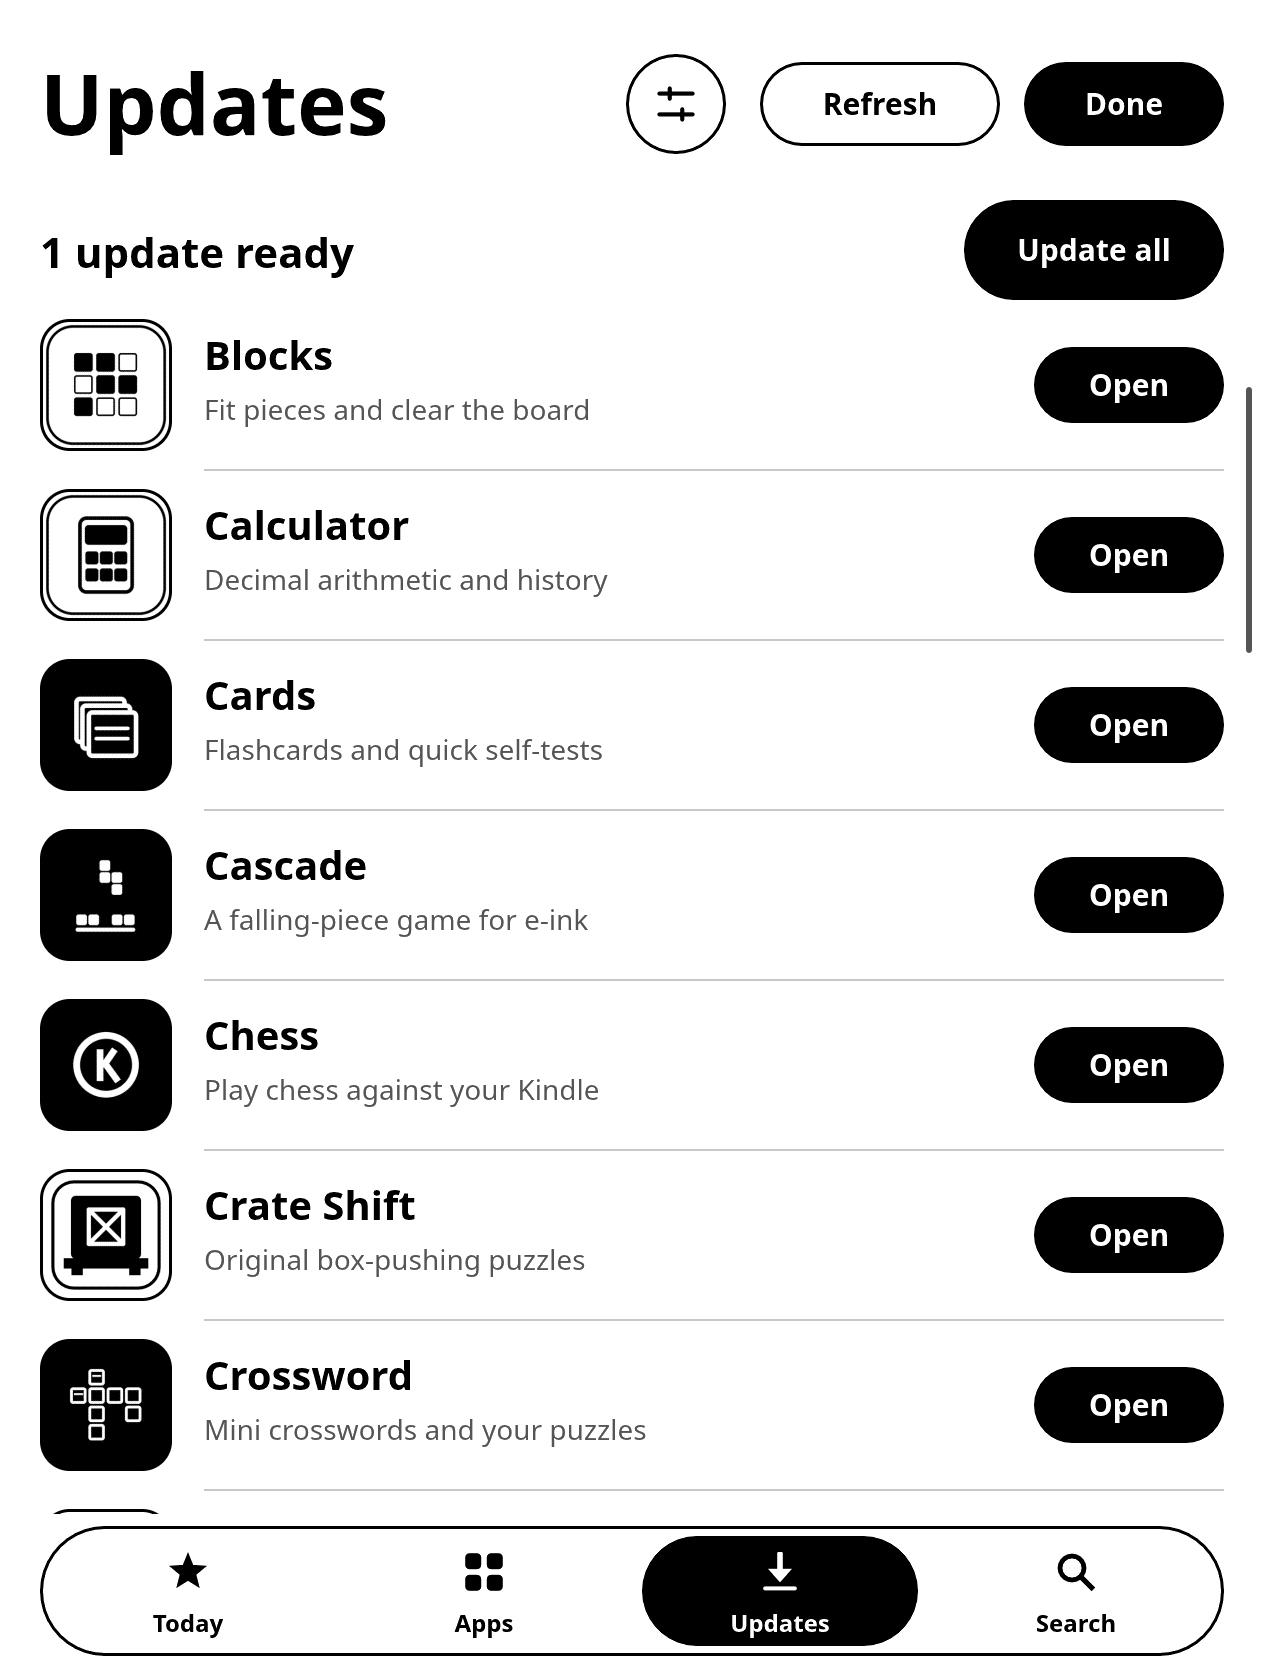 Updates
Refresh
Done
1 update ready
Update all
Blocks
Fit pieces and clear the board
Open
Calculator
Decimal arithmetic and history
Open
Cards
Flashcards and quick self-tests
Open
Cascade
A falling-piece game for e-ink
Open
K
Chess
Play chess against your Kindle
Open
Crate Shift
Original box-pushing puzzles
Open
Crossword
Mini crosswords and your puzzles
Open
Today
Apps
Updates
Search